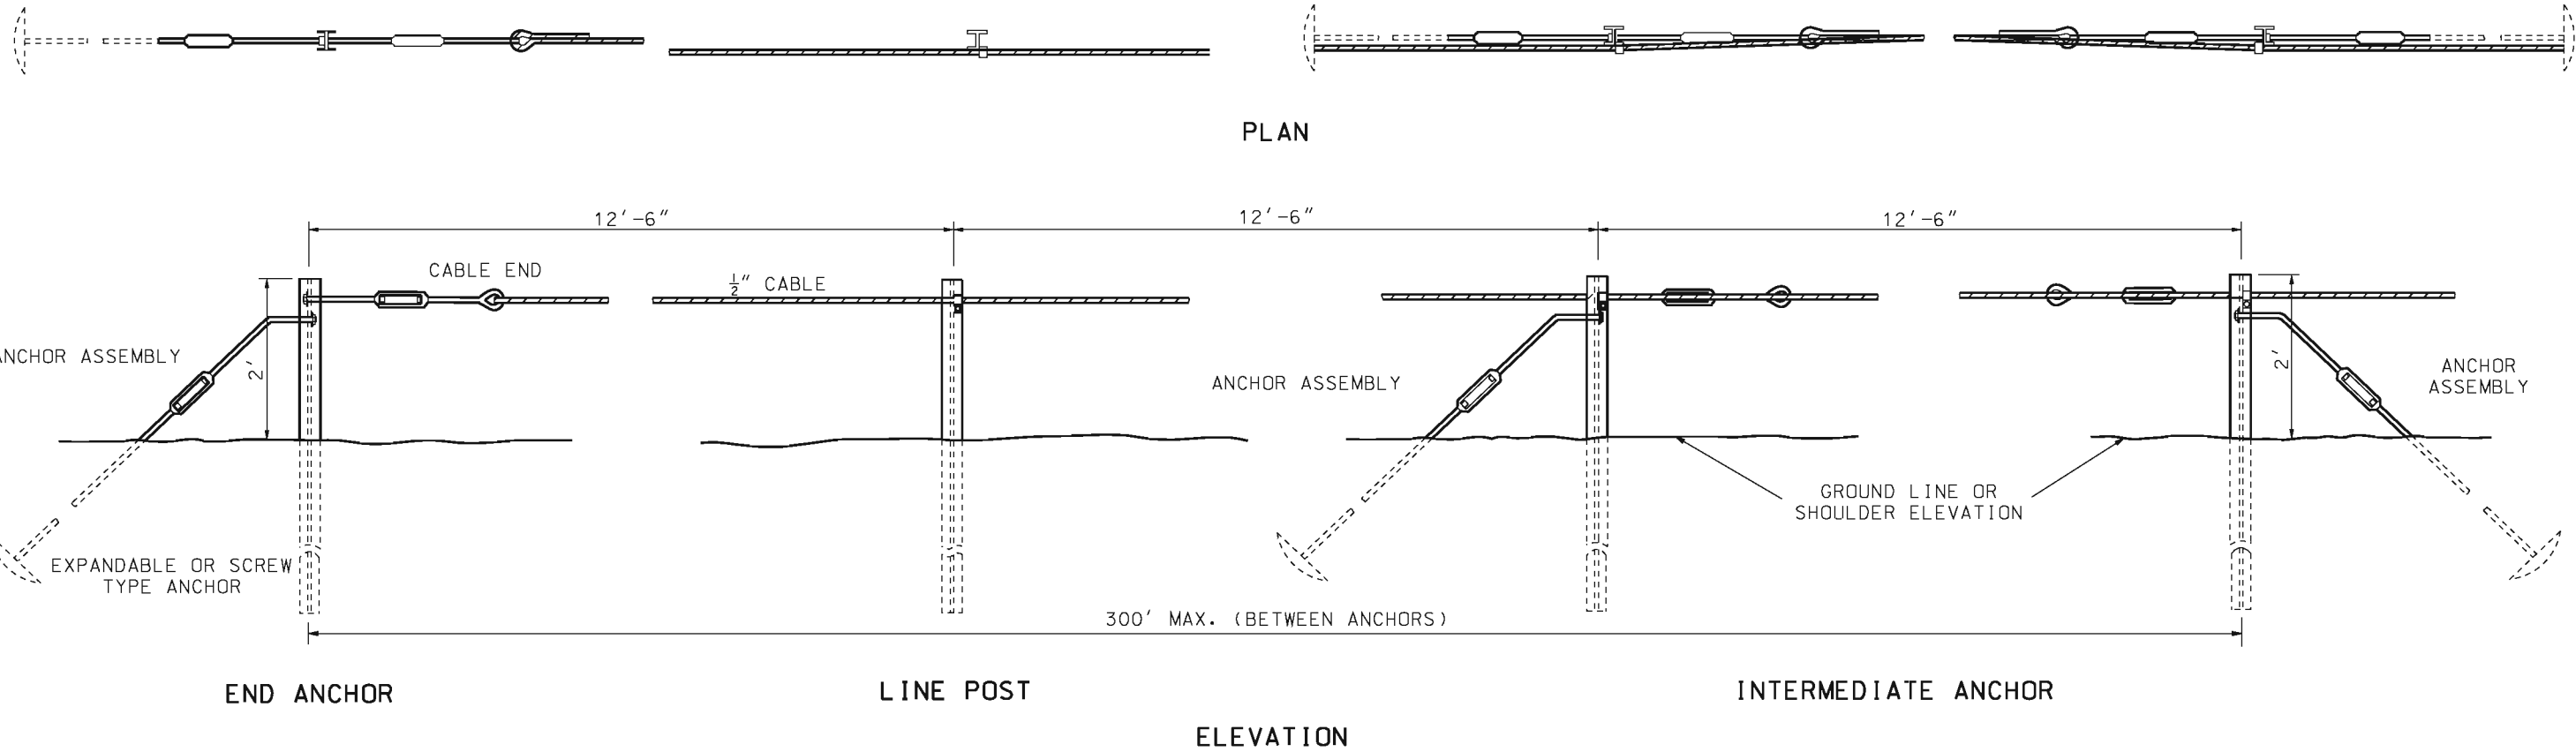 PLAN
12'-6"
12'-6"
12'-6"
CABLE END
1/2" CABLE
ANCHOR ASSEMBLY
2'
ANCHOR ASSEMBLY
2'
ANCHOR
ASSEMBLY
GROUND LINE OR
SHOULDER ELEVATION
EXPANDABLE OR SCREW
TYPE ANCHOR
300' MAX. (BETWEEN ANCHORS)
END ANCHOR
LINE POST
INTERMEDIATE ANCHOR
ELEVATION